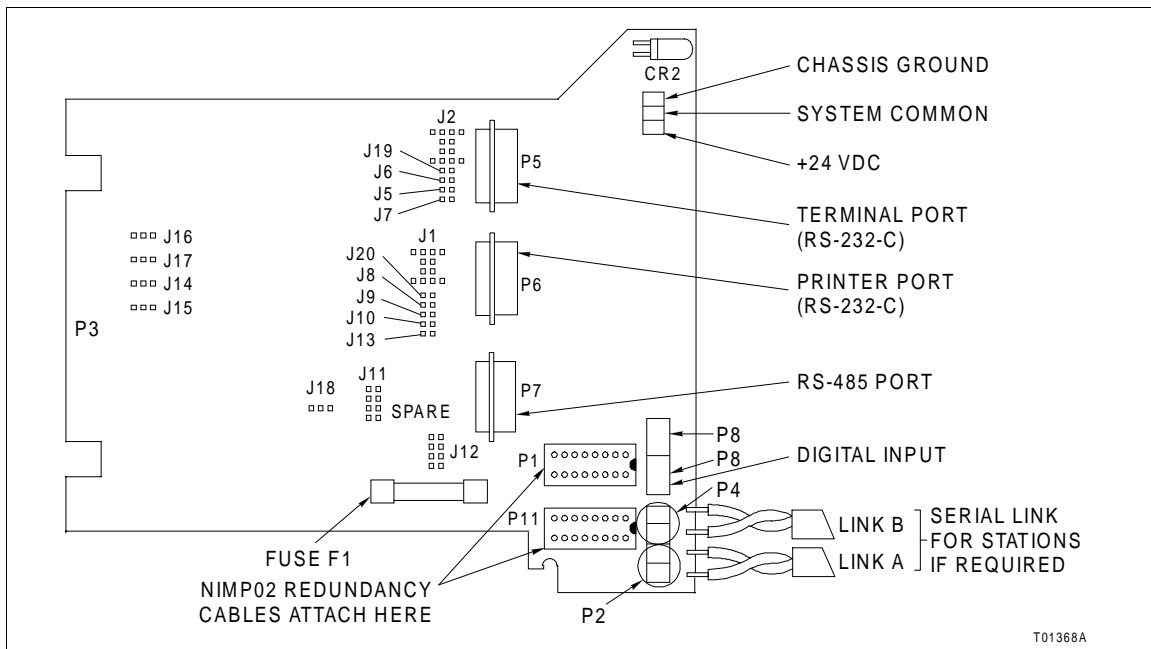 CR2
CHASSIS GROUND
SYSTEM COMMON
+24 VDC
J2
J19
J6
J5
J7
P5
TERMINAL PORT
(RS-232-C)
J16
J17
J14
J15
J1
J20
J8
J9
J10
J13
P6
PRINTER PORT
(RS-232-C)
P3
J18
J11
SPARE
J12
P7
RS-485 PORT
P1
P8
P8
DIGITAL INPUT
P4
P11
LINK B
LINK A
SERIAL LINK
FOR STATIONS
IF REQUIRED
FUSE F1
NIMP02 REDUNDANCY
CABLES ATTACH HERE
P2
T01368A